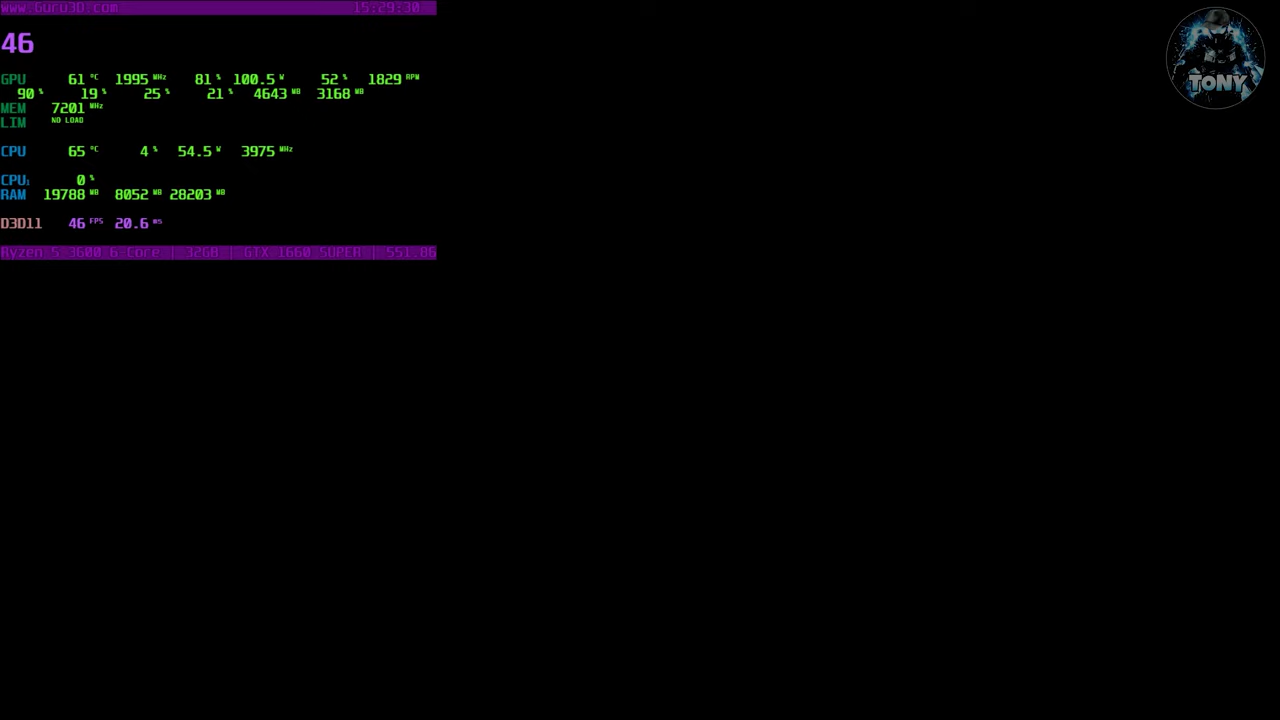 www.Guru3D.com 15:29:30
46
GPU 61 °C 1995 MHz 81 % 100.5 W 52 % 1829 RPM
90 % 19 % 25 % 21 % 4643 MB 3168 MB
MEM 7201 MHz
LIM NO LOAD
CPU 65 °C 4 % 54.5 W 3975 MHz
CPU1 0 %
RAM 19788 MB 8052 MB 28203 MB
D3D11 46 FPS 20.6 ms
Ryzen 5 3600 6-Core | 32GB | GTX 1660 SUPER | 551.86
TONY